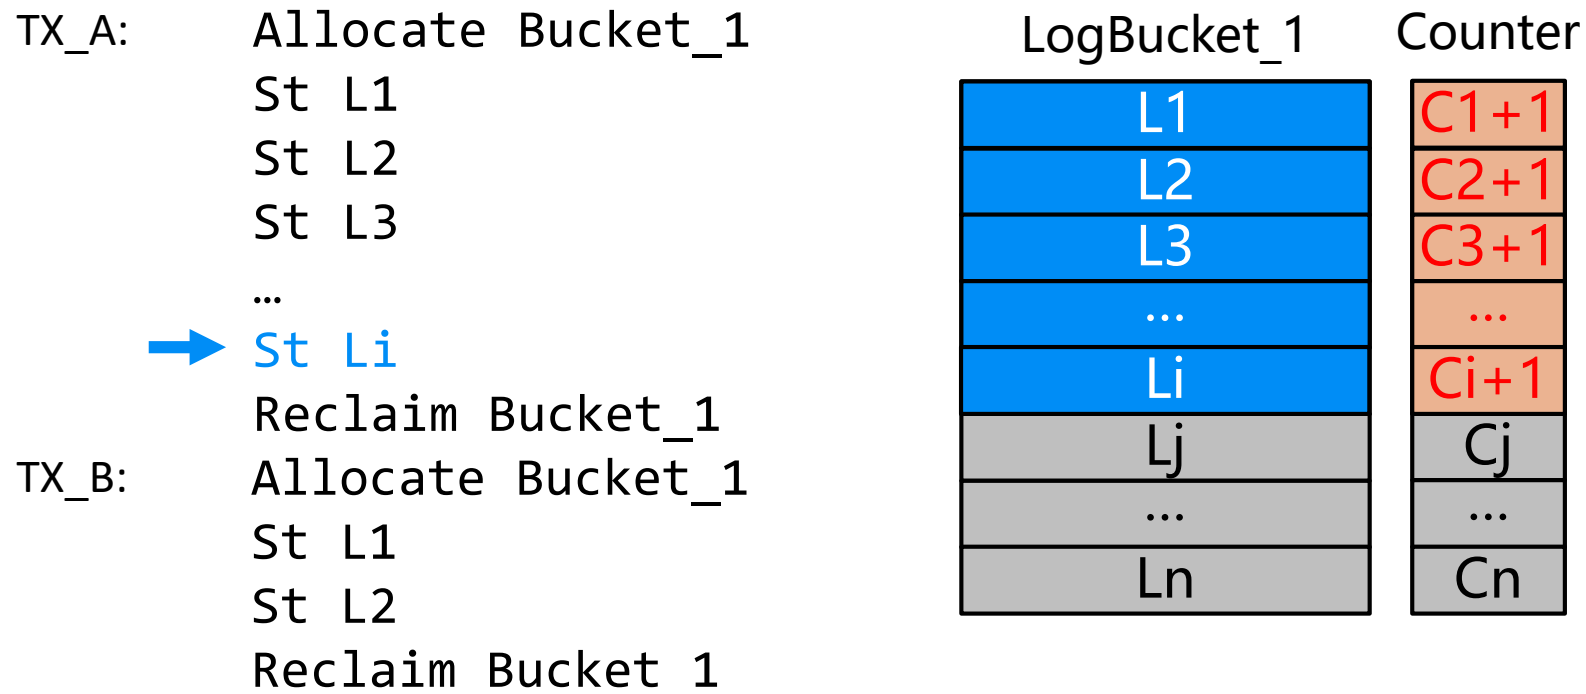 TX_A: Allocate Bucket_1
St L1
St L2
St L3
…
St Li
Reclaim Bucket_1
TX_B: Allocate Bucket_1
St L1
St L2
Reclaim Bucket 1
LogBucket_1 Counter
L1 C1+1
L2 C2+1
L3 C3+1
... ...
Li Ci+1
Lj Cj
... ...
Ln Cn